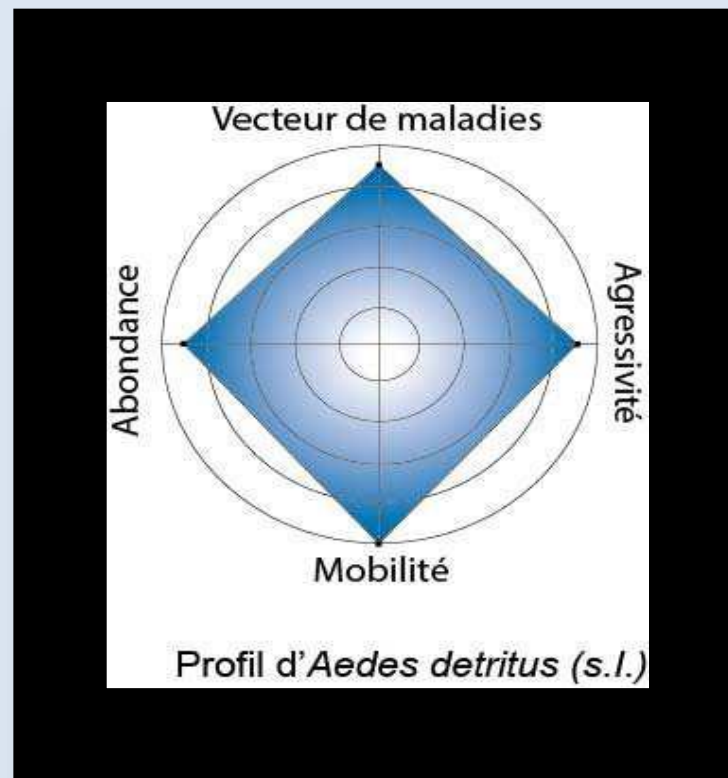 Vecteur de maladies
Abondance
Agressivité
Mobilité
Profil d'Aedes detritus (s.l.)